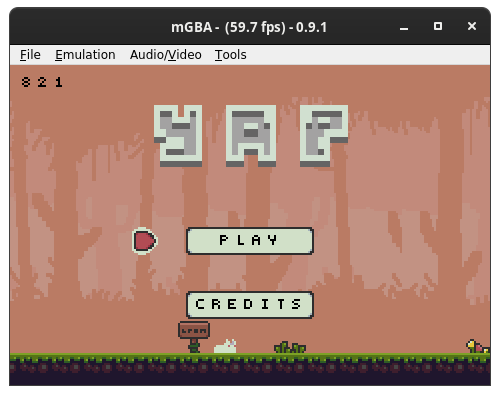 mGBA - (59.7 fps) - 0.9.1
File Emulation Audio/Video Tools
8 2 1
YAP
PLAY
CREDITS